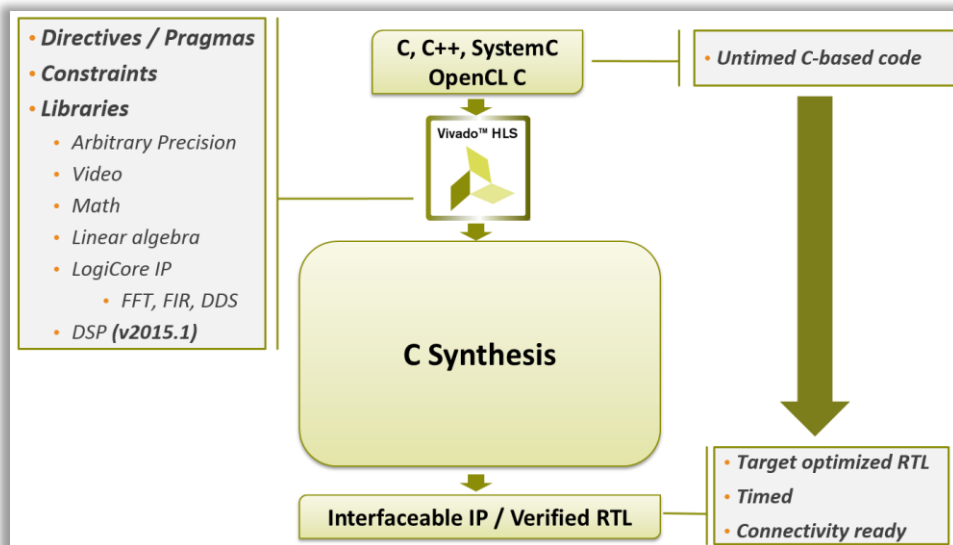 • Directives / Pragmas
• Constraints
• Libraries
• Arbitrary Precision
• Video
• Math
• Linear algebra
• LogiCore IP
• FFT, FIR, DDS
• DSP (v2015.1)
C, C++, SystemC
OpenCL C
• Untimed C-based code
Vivado™ HLS
C Synthesis
Interfaceable IP / Verified RTL
• Target optimized RTL
• Timed
• Connectivity ready